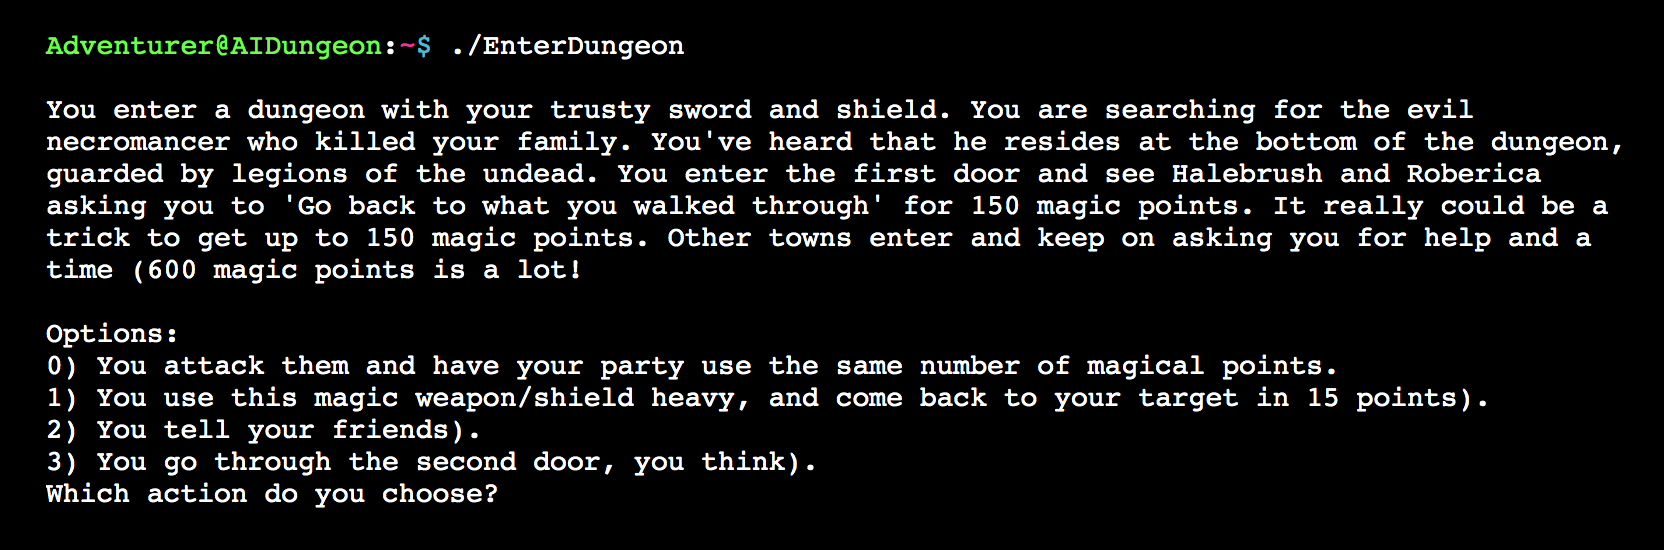 Adventurer@AIDungeon:~$ ./EnterDungeon
You enter a dungeon with your trusty sword and shield. You are searching for the evil
necromancer who killed your family. You've heard that he resides at the bottom of the dungeon,
guarded by legions of the undead. You enter the first door and see Halebrush and Roberica
asking you to 'Go back to what you walked through' for 150 magic points. It really could be a
trick to get up to 150 magic points. Other towns enter and keep on asking you for help and a
time (600 magic points is a lot!
Options:
0) You attack them and have your party use the same number of magical points.
1) You use this magic weapon/shield heavy, and come back to your target in 15 points).
2) You tell your friends).
3) You go through the second door, you think).
Which action do you choose?